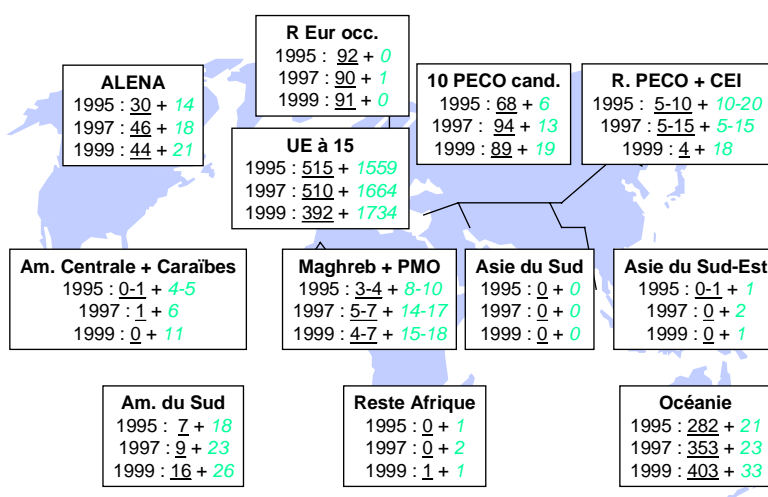 R Eur occ.
1995 : 92 + 0
1997 : 90 + 1
1999 : 91 + 0
ALENA
1995 : 30 + 14
1997 : 46 + 18
1999 : 44 + 21
10 PECO cand.
1995 : 68 + 6
1997 : 94 + 13
1999 : 89 + 19
R. PECO + CEI
1995 : 5-10 + 10-20
1997 : 5-15 + 5-15
1999 : 4 + 18
UE à 15
1995 : 515 + 1559
1997 : 510 + 1664
1999 : 392 + 1734
Am. Centrale + Caraïbes
1995 : 0-1 + 4-5
1997 : 1 + 6
1999 : 0 + 11
Maghreb + PMO
1995 : 3-4 + 8-10
1997 : 5-7 + 14-17
1999 : 4-7 + 15-18
Asie du Sud
1995 : 0 + 0
1997 : 0 + 0
1999 : 0 + 0
Asie du Sud-Est
1995 : 0-1 + 1
1997 : 0 + 2
1999 : 0 + 1
Am. du Sud
1995 : 7 + 18
1997 : 9 + 23
1999 : 16 + 26
Reste Afrique
1995 : 0 + 1
1997 : 0 + 2
1999 : 1 + 1
Océanie
1995 : 282 + 21
1997 : 353 + 23
1999 : 403 + 33